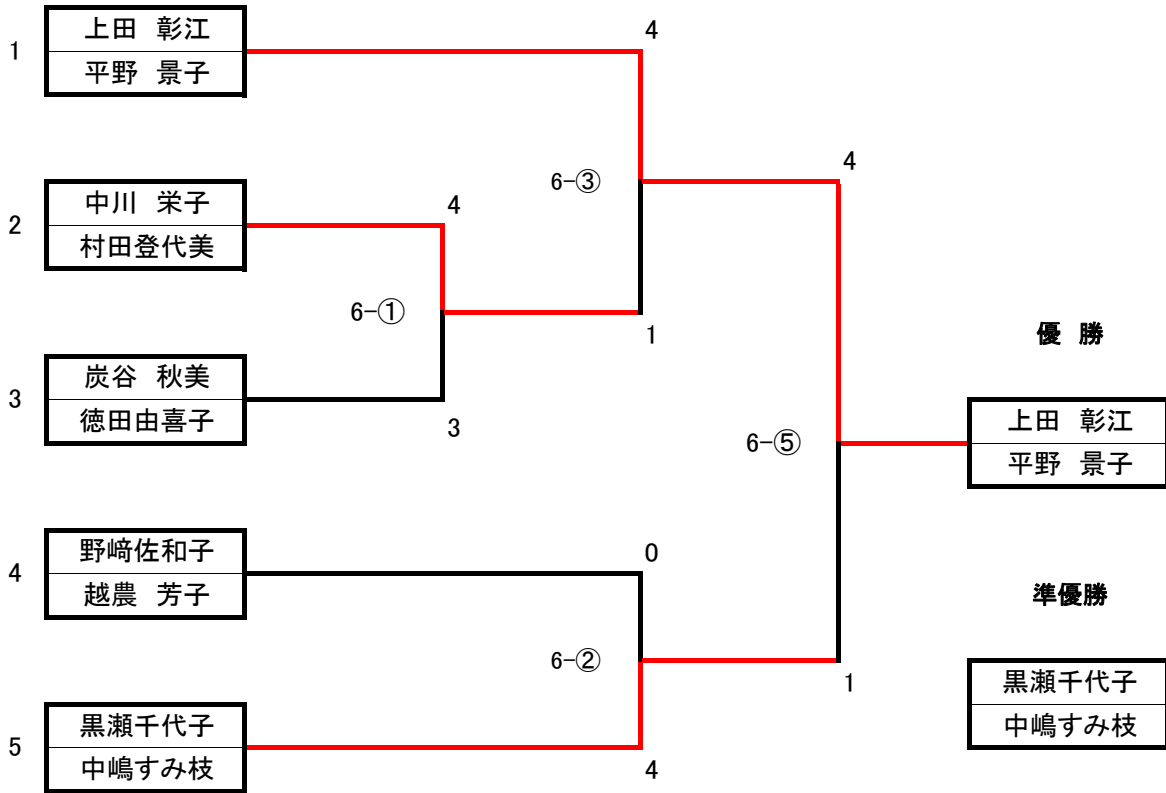 1
上田　彰江
平野　景子
4
2
中川　栄子
村田登代美
4
6-③
4
6-①
1
3
炭谷　秋美
徳田由喜子
3
優　勝
上田　彰江
平野　景子
6-⑤
4
野﨑佐和子
越農　芳子
0
準優勝
6-②
1
黒瀬千代子
中嶋すみ枝
5
黒瀬千代子
中嶋すみ枝
4